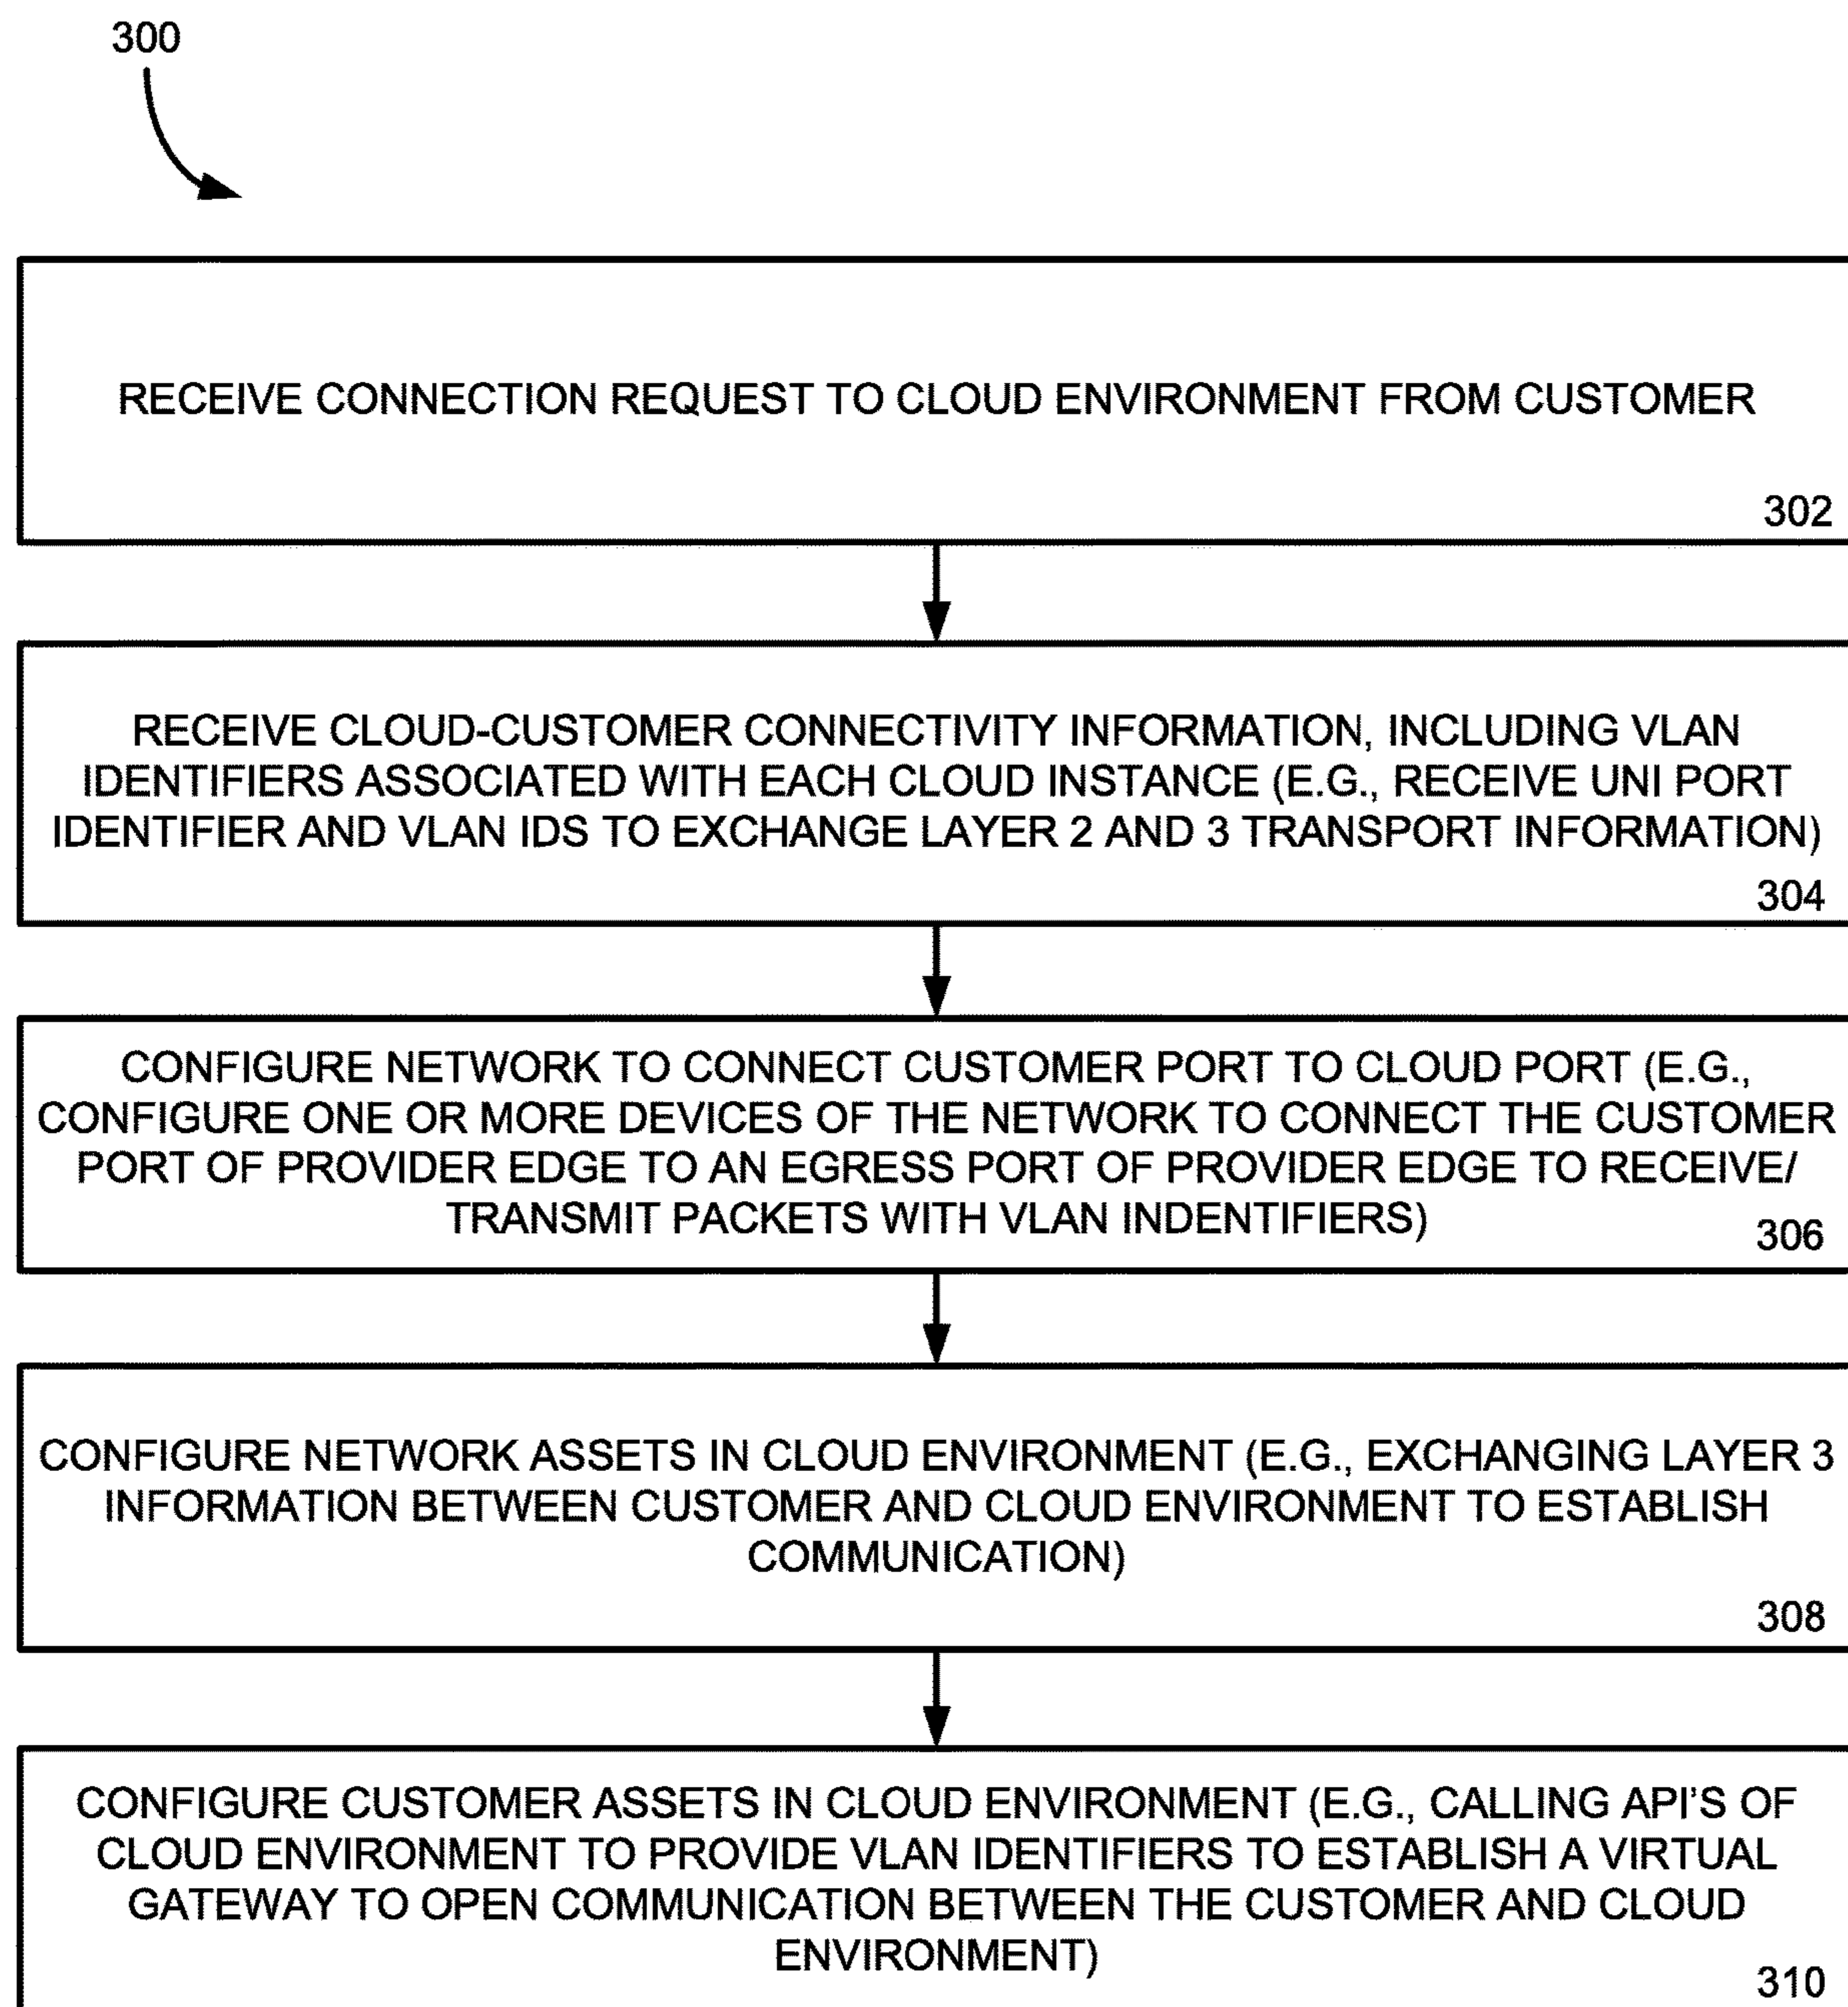 300
RECEIVE CONNECTION REQUEST TO CLOUD ENVIRONMENT FROM CUSTOMER
302
RECEIVE CLOUD-CUSTOMER CONNECTIVITY INFORMATION, INCLUDING VLAN
IDENTIFIERS ASSOCIATED WITH EACH CLOUD INSTANCE (E.G., RECEIVE UNI PORT
IDENTIFIER AND VLAN IDS TO EXCHANGE LAYER 2 AND 3 TRANSPORT INFORMATION)
304
CONFIGURE NETWORK TO CONNECT CUSTOMER PORT TO CLOUD PORT (E.G.,
CONFIGURE ONE OR MORE DEVICES OF THE NETWORK TO CONNECT THE CUSTOMER
PORT OF PROVIDER EDGE TO AN EGRESS PORT OF PROVIDER EDGE TO RECEIVE/
TRANSMIT PACKETS WITH VLAN INDENTIFIERS)
306
CONFIGURE NETWORK ASSETS IN CLOUD ENVIRONMENT (E.G., EXCHANGING LAYER 3
INFORMATION BETWEEN CUSTOMER AND CLOUD ENVIRONMENT TO ESTABLISH
COMMUNICATION)
308
CONFIGURE CUSTOMER ASSETS IN CLOUD ENVIRONMENT (E.G., CALLING API'S OF
CLOUD ENVIRONMENT TO PROVIDE VLAN IDENTIFIERS TO ESTABLISH A VIRTUAL
GATEWAY TO OPEN COMMUNICATION BETWEEN THE CUSTOMER AND CLOUD
ENVIRONMENT)
310